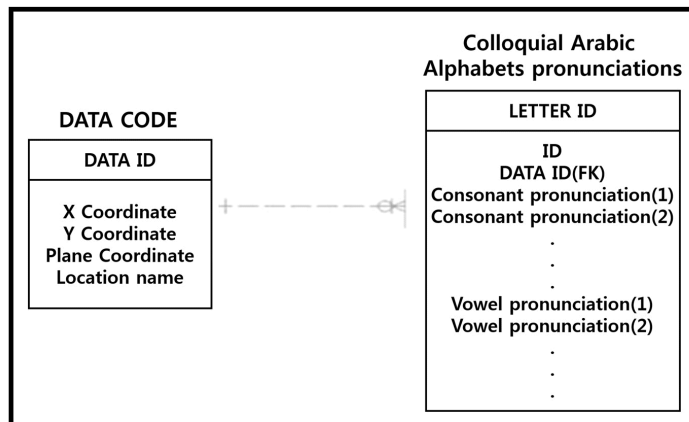 DATA CODE
DATA ID
X Coordinate
Y Coordinate
Plane Coordinate
Location name
Colloquial Arabic
Alphabets pronunciations
LETTER ID
ID
DATA ID(FK)
Consonant pronunciation(1)
Consonant pronunciation(2)
.
.
.
Vowel pronunciation(1)
Vowel pronunciation(2)
.
.
.